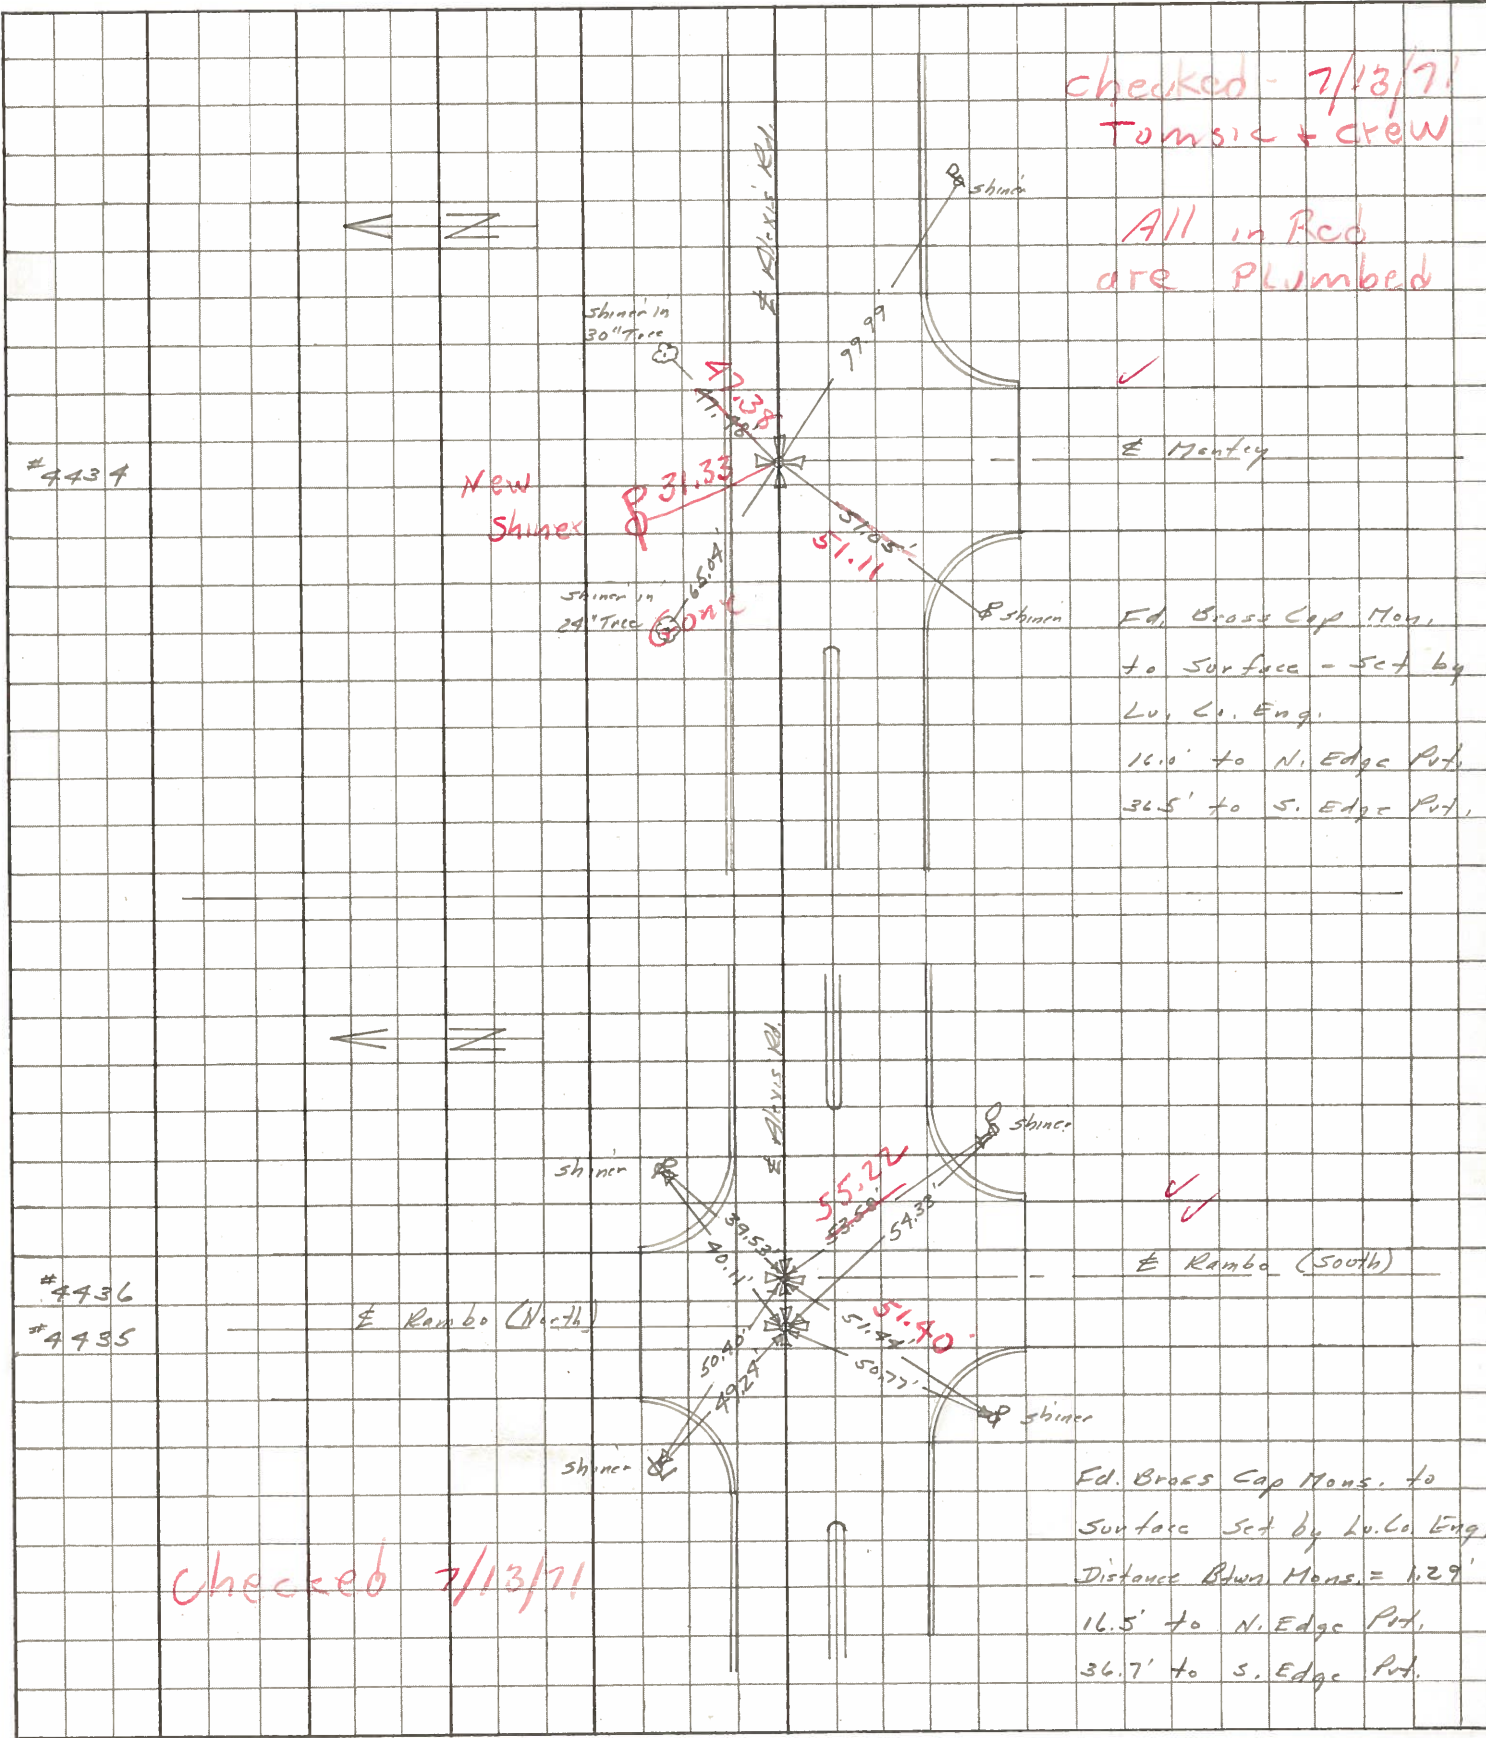 checked - 7/13/71
Tomsic + crew
All in Red
are Plumbed
N
℄ Alexis Rd.
shiner
shiner in
30" Tree
47.38
99.99
✓
℄ Mantey
#4434
New
Shiner
31.33
51.05'
51.11
65.04'
shiner in
24" Tree
Gone
shiner
Fd. Brass Cap Mon.
to Surface - Set by
Lu. Co. Eng.
16.0' to N. Edge Pvt.
36.5' to S. Edge Pvt.
N
℄ Alexis Rd.
shiner
shiner
55.22
53.58'
54.33'
39.53'
40.11'
✓
✓
℄ Rambo (South)
#4436
#4435
℄ Rambo (North)
51.40
51.44'
50.77'
50.40'
49.24'
shiner
shiner
Fd. Brass Cap Mons. to
Surface Set by Lu. Co. Eng.
Distance Btwn. Mons. = 1.29'
16.5' to N. Edge Pvt.
36.7' to S. Edge Pvt.
Checked 7/13/71